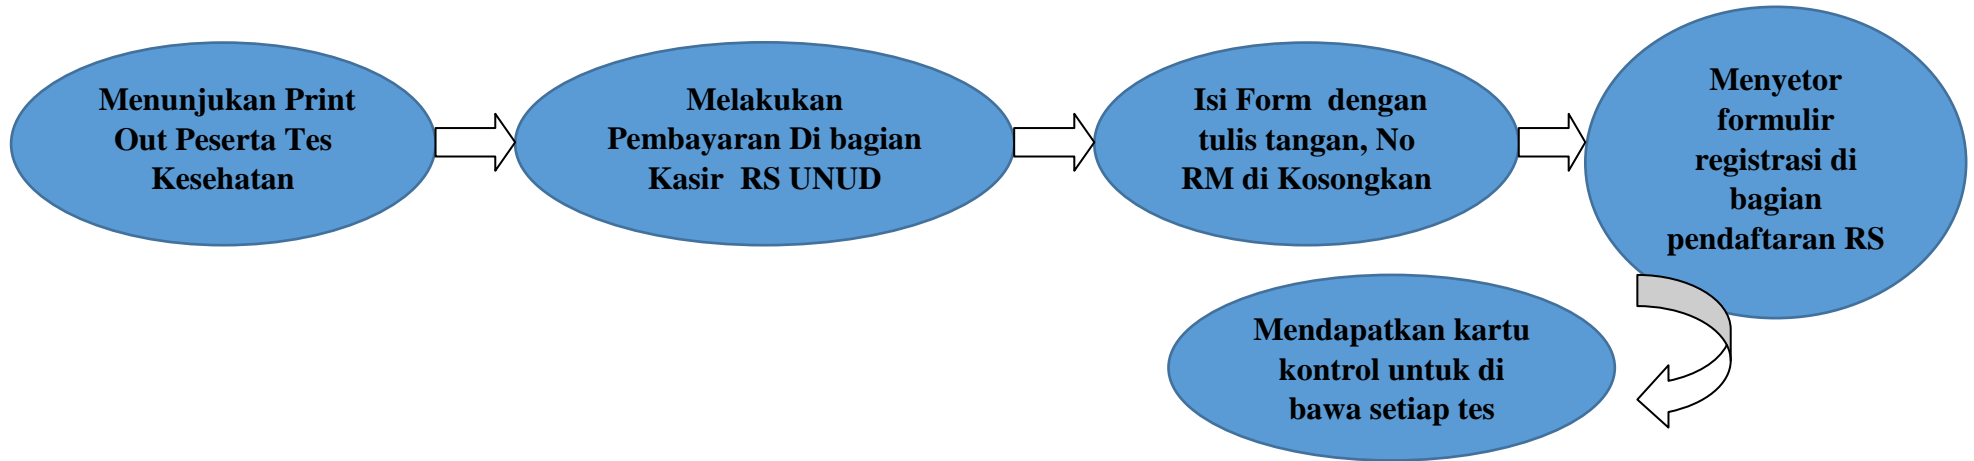 Menunjukan Print
Out Peserta Tes
Kesehatan
Melakukan
Pembayaran Di bagian
Kasir RS UNUD
Isi Form dengan
tulis tangan, No
RM di Kosongkan
Menyetor
formulir
registrasi di
bagian
pendaftaran RS
Mendapatkan kartu
kontrol untuk di
bawa setiap tes